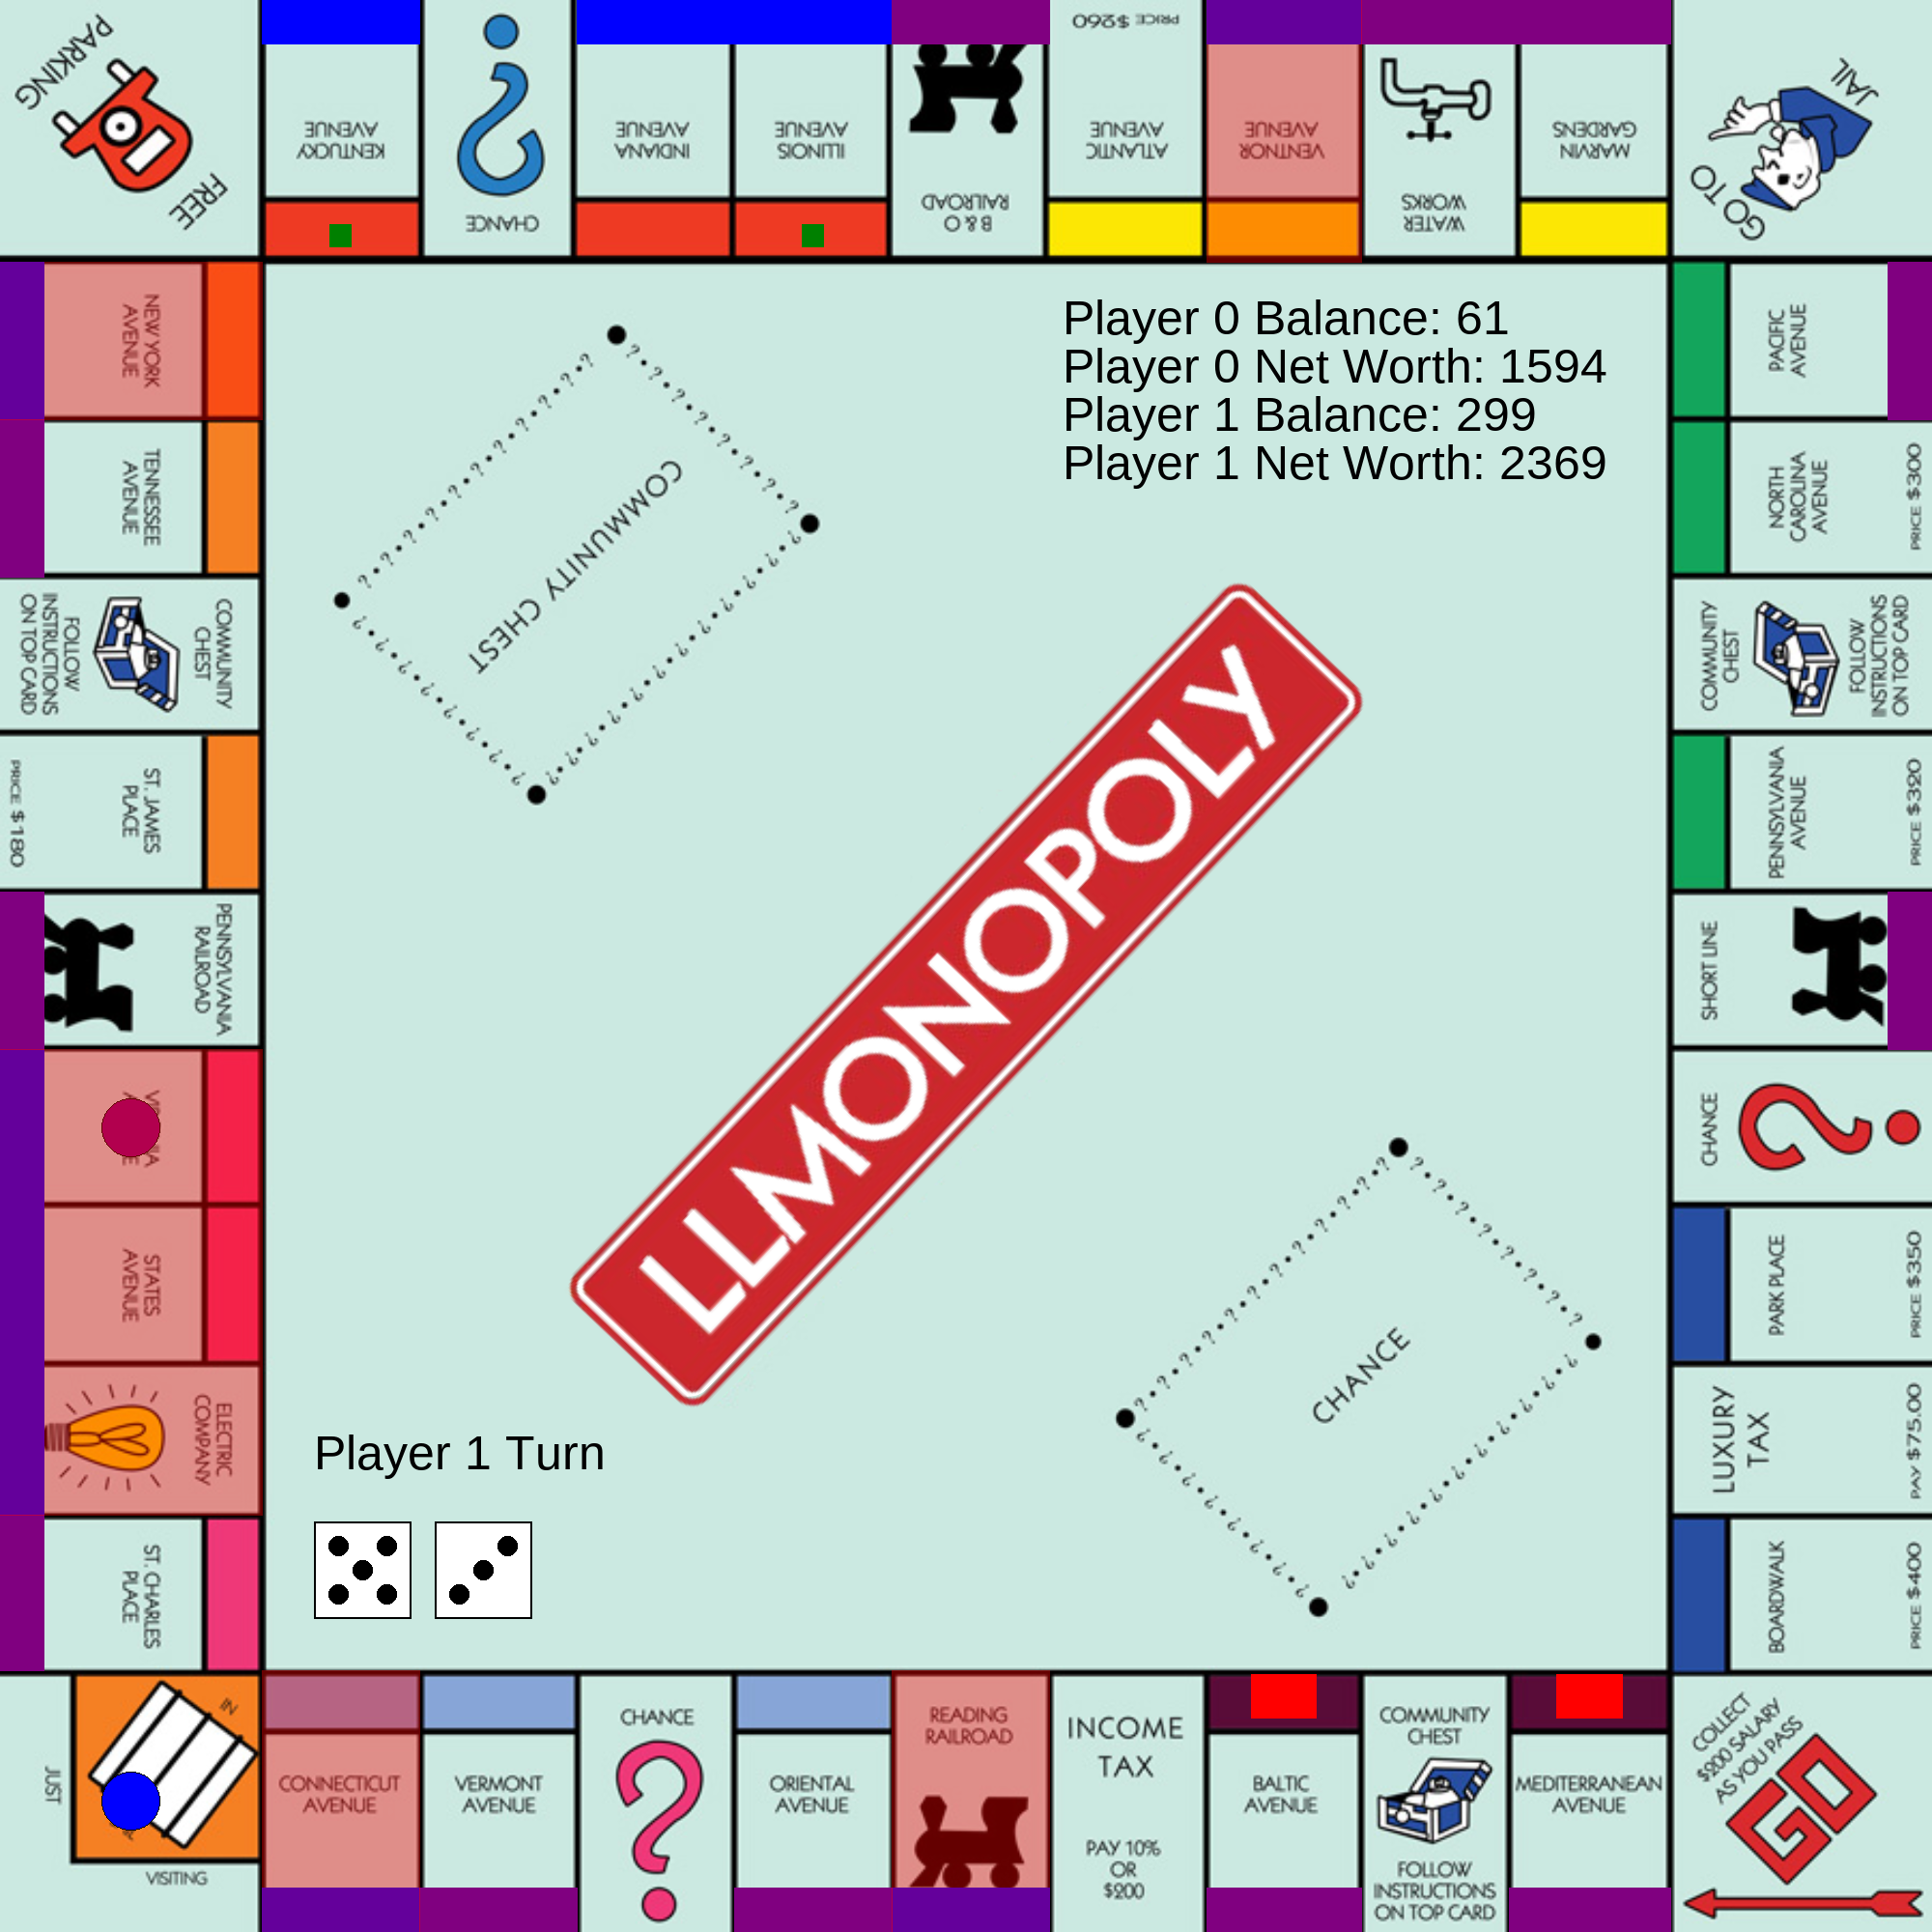 PARKING
FREE
KENTUCKY
AVENUE
CHANCE
INDIANA
AVENUE
ILLINOIS
AVENUE
B & O
RAILROAD
PRICE $260
ATLANTIC
AVENUE
VENTNOR
AVENUE
WATER
WORKS
MARVIN
GARDENS
GO TO
JAIL
NEW YORK
AVENUE
TENNESSEE
AVENUE
COMMUNITY
CHEST
FOLLOW
INSTRUCTIONS
ON TOP CARD
ST. JAMES
PLACE
PRICE $180
PENNSYLVANIA
RAILROAD
STATES
AVENUE
ELECTRIC
COMPANY
ST. CHARLES
PLACE
Player 0 Balance: 61
Player 0 Net Worth: 1594
Player 1 Balance: 299
Player 1 Net Worth: 2369
COMMUNITY CHEST
LLMONOPOLY
CHANCE
Player 1 Turn
PACIFIC
AVENUE
NORTH
CAROLINA
AVENUE
PRICE $300
COMMUNITY
CHEST
FOLLOW
INSTRUCTIONS
ON TOP CARD
PENNSYLVANIA
AVENUE
PRICE $320
SHORT LINE
CHANCE
PARK PLACE
PRICE $350
LUXURY
TAX
PAY $75.00
BOARDWALK
PRICE $400
JUST
VISITING
IN
CONNECTICUT
AVENUE
VERMONT
AVENUE
CHANCE
ORIENTAL
AVENUE
READING
RAILROAD
INCOME
TAX
PAY 10%
OR
$200
BALTIC
AVENUE
COMMUNITY
CHEST
FOLLOW
INSTRUCTIONS
ON TOP CARD
MEDITERRANEAN
AVENUE
COLLECT
$200 SALARY
AS YOU PASS
GO